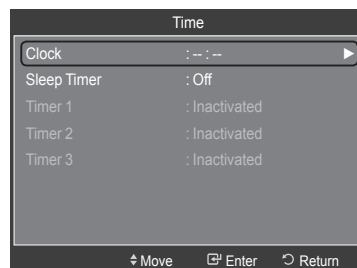 Time
Clock : -- : --
Sleep Timer : Off
Timer 1 : Inactivated
Timer 2 : Inactivated
Timer 3 : Inactivated
Move Enter Return